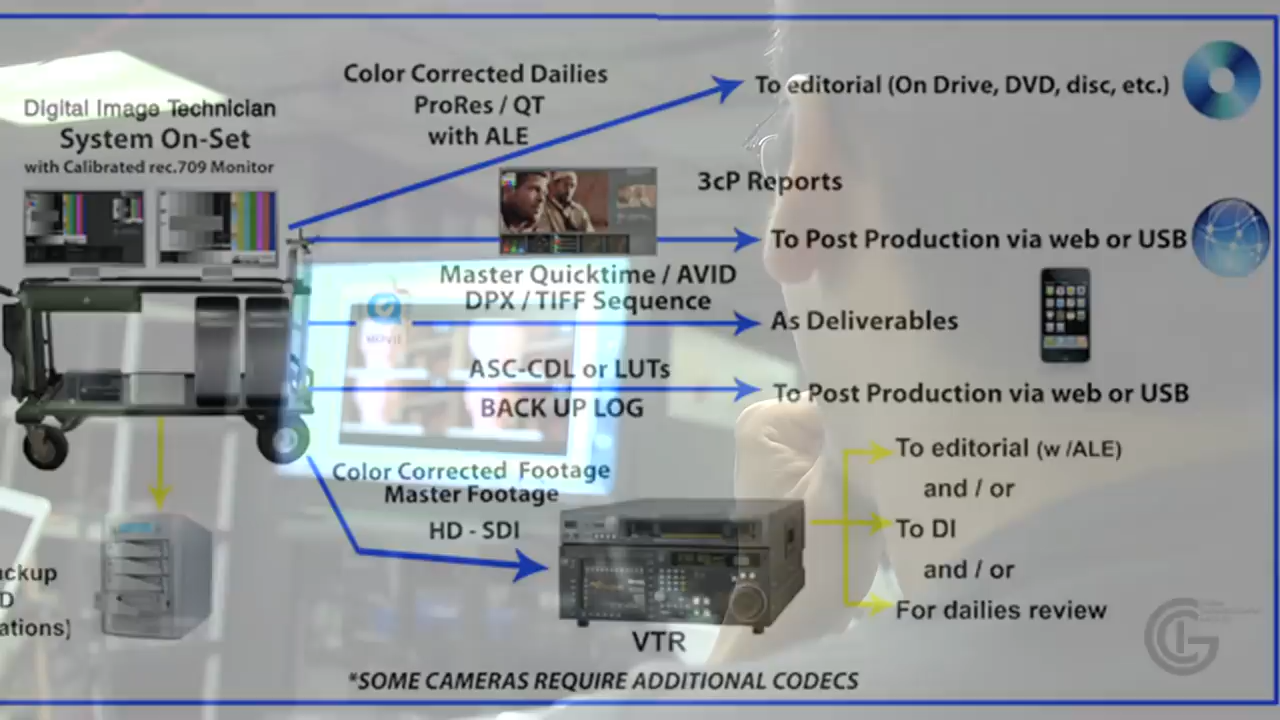 Color Corrected Dailies
ProRes / QT
with ALE
To editorial (On Drive, DVD, disc, etc.)
Digital Image Technician
System On-Set
with Calibrated rec.709 Monitor
3cP Reports
To Post Production via web or USB
Master Quicktime / AVID
DPX / TIFF Sequence
MOVIE
As Deliverables
ASC-CDL or LUTs
BACK UP LOG
To Post Production via web or USB
To editorial (w /ALE)
and / or
To DI
and / or
For dailies review
Color Corrected Footage
Master Footage
HD - SDI
VTR
*SOME CAMERAS REQUIRE ADDITIONAL CODECS